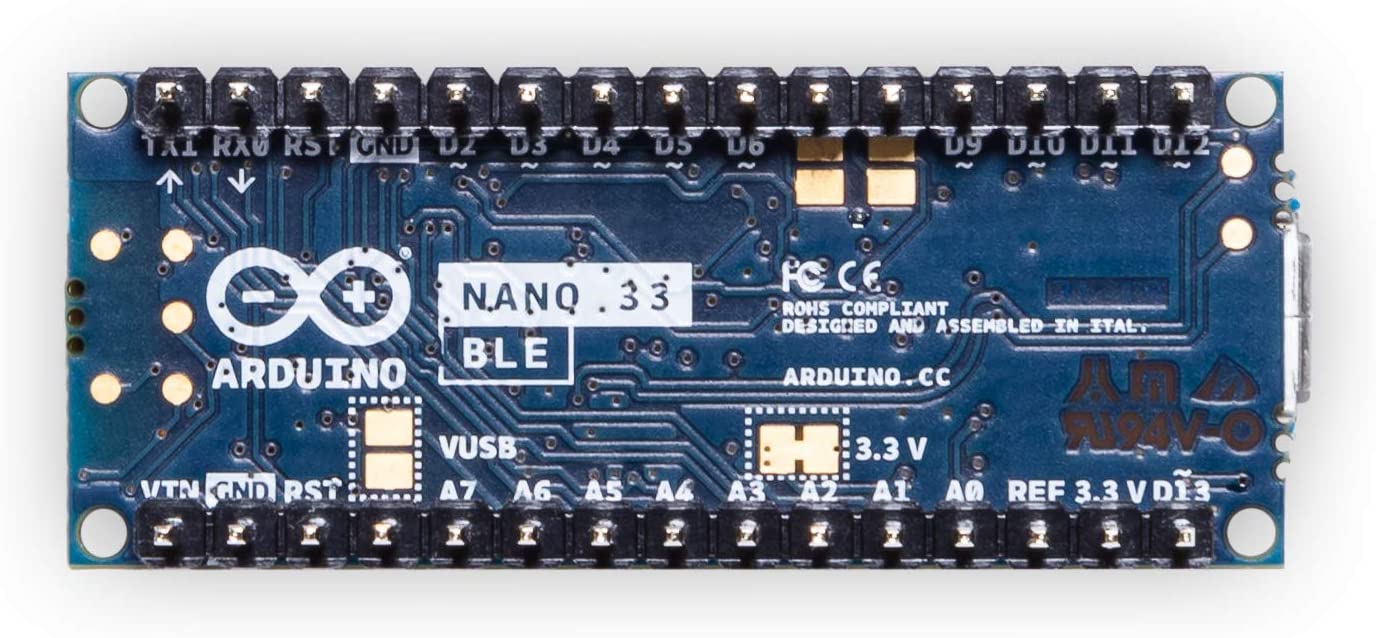 TX1 RX0 RST GND D2 D3 D4 D5 D6 D9 D10 D11 D12
~ ~ ~ ~ ~ ~ ~ ~ ~
NANO 33
BLE
ARDUINO
FC CE
ROHS COMPLIANT
DESIGNED AND ASSEMBLED IN ITAL.
ARDUINO.CC
94V-0
VUSB
3.3 V
~
VIN GND RST A7 A6 A5 A4 A3 A2 A1 A0 REF 3.3 V D13